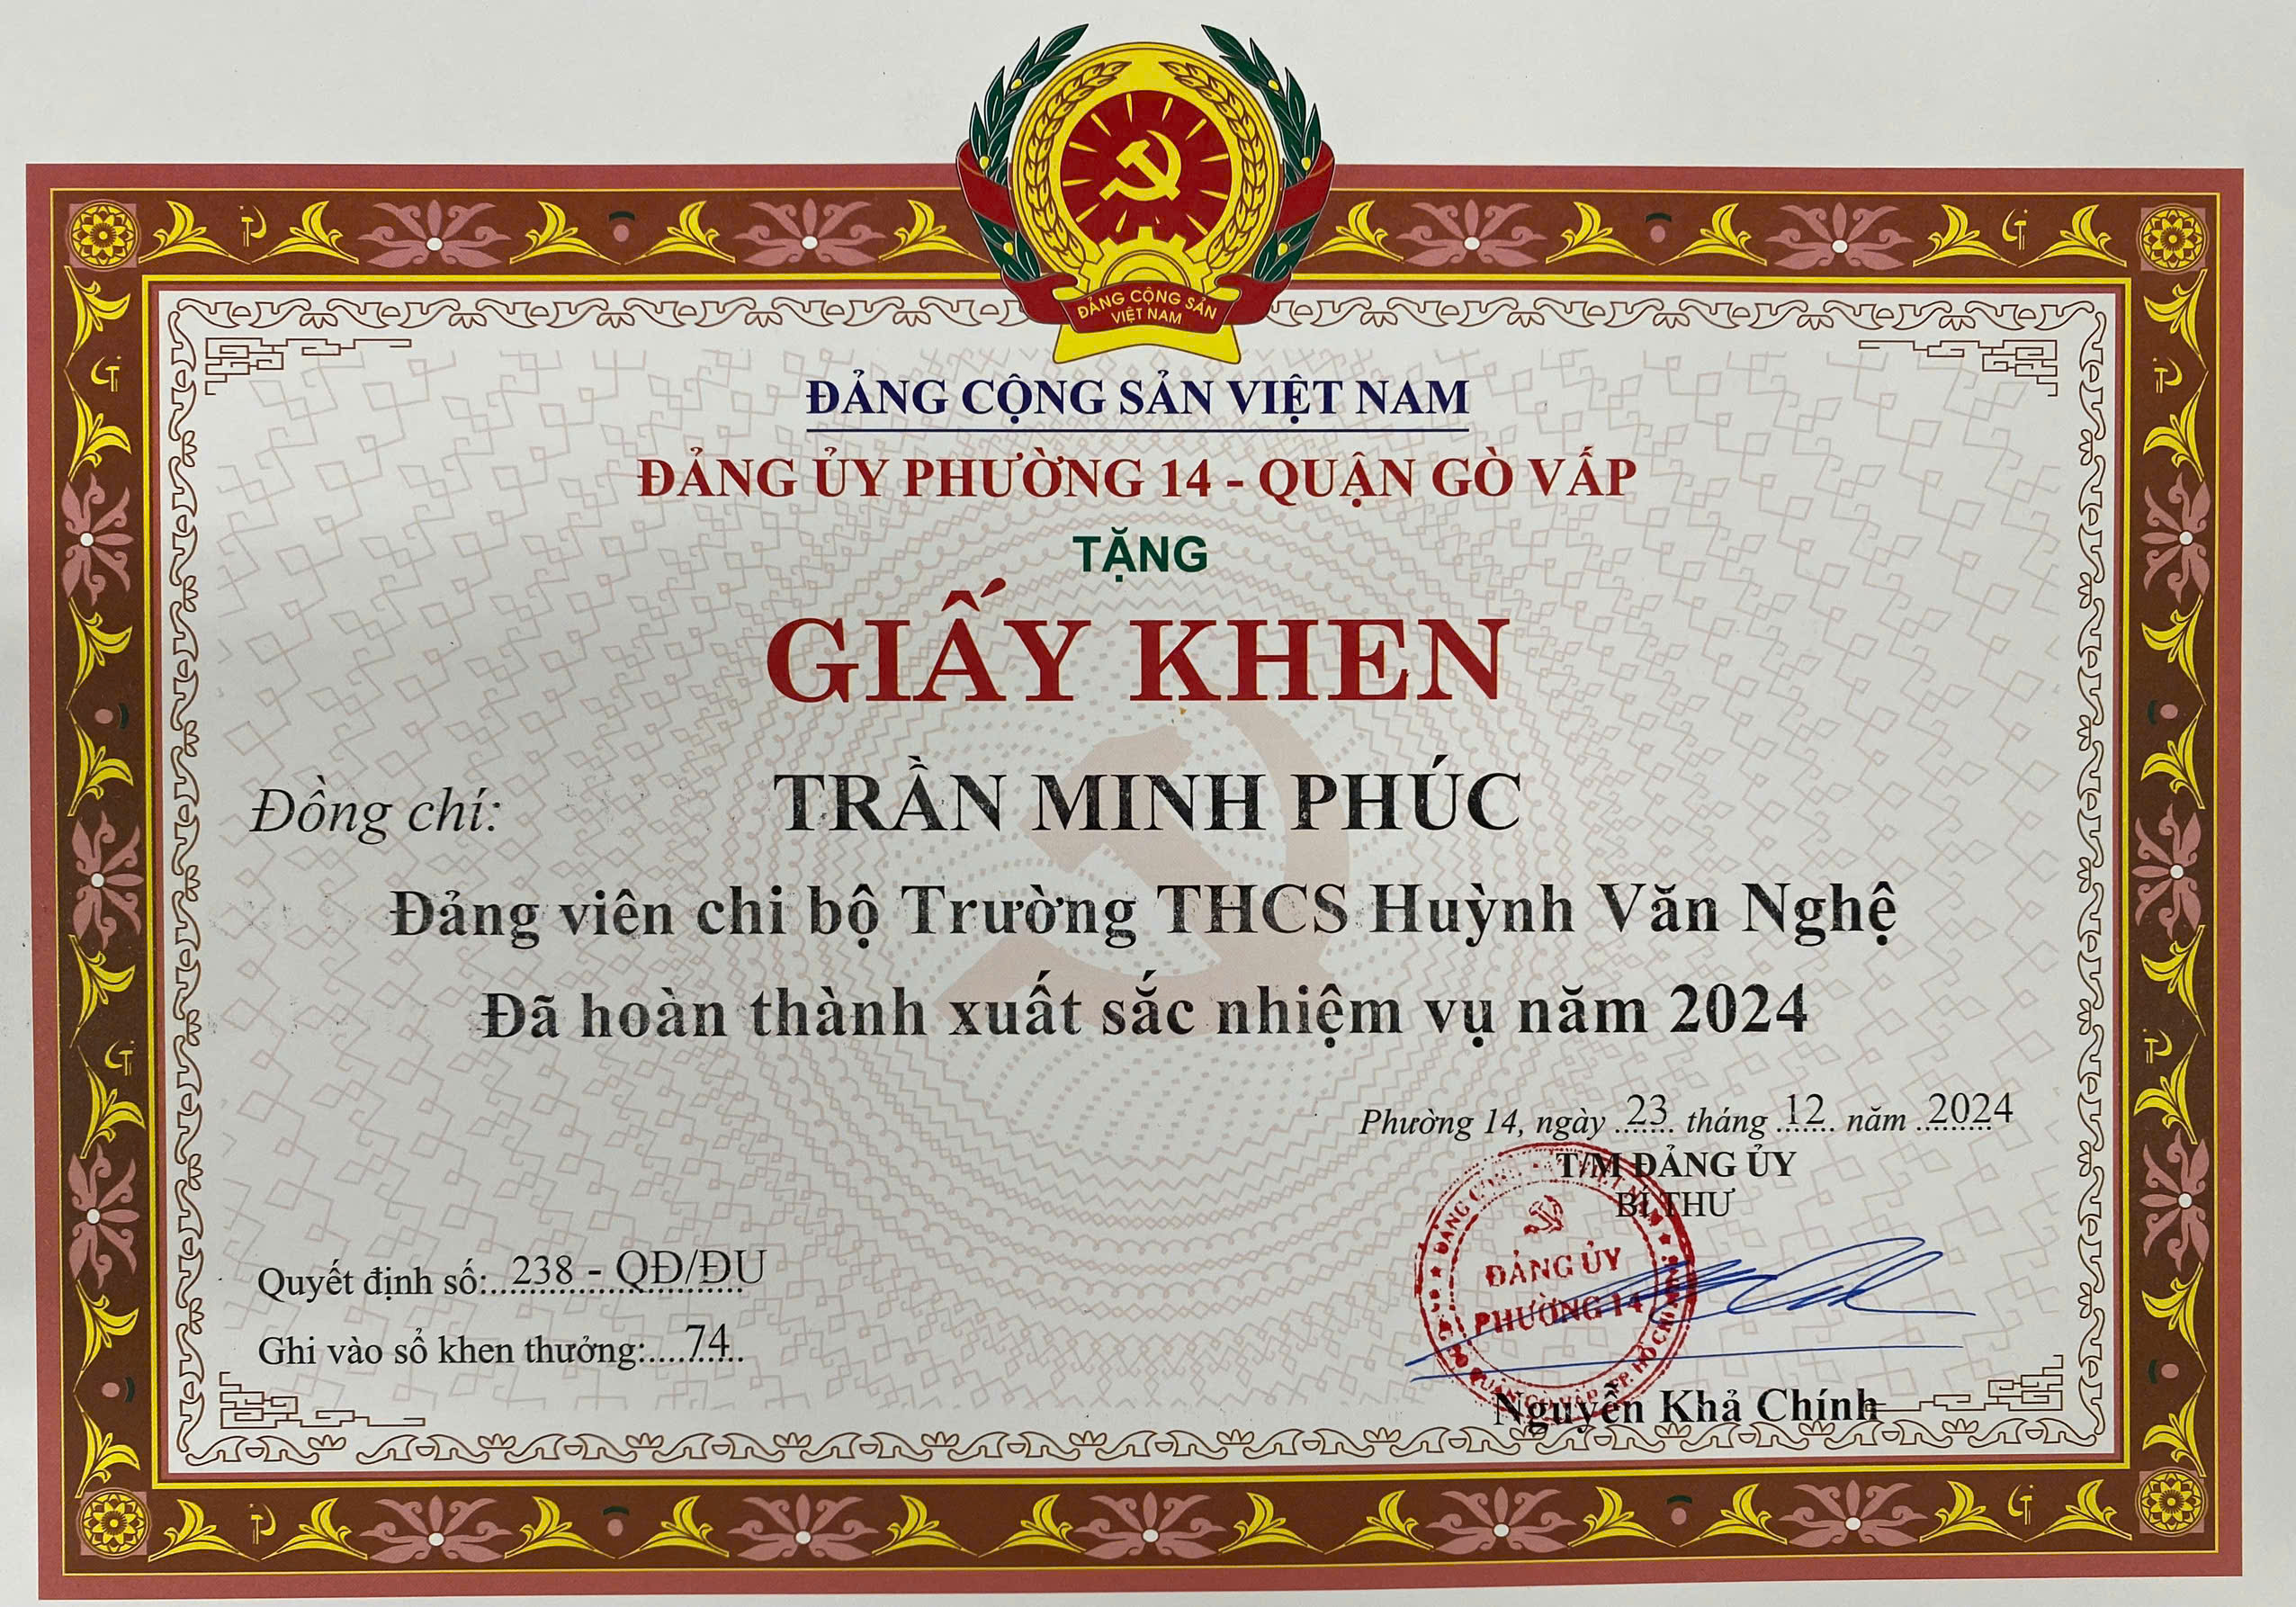 ĐẢNG CỘNG SẢN
VIỆT NAM
ĐẢNG CỘNG SẢN VIỆT NAM
ĐẢNG ỦY PHƯỜNG 14 - QUẬN GÒ VẤP
TẶNG
GIẤY KHEN
Đồng chí: TRẦN MINH PHÚC
Đảng viên chi bộ Trường THCS Huỳnh Văn Nghệ
Đã hoàn thành xuất sắc nhiệm vụ năm 2024
Phường 14, ngày 23 tháng 12 năm 2024
T/M ĐẢNG ỦY
BÍ THƯ
ĐẢNG ỦY
PHƯỜNG 14
Quyết định số: 238 - QĐ/ĐU
Ghi vào sổ khen thưởng: 74
Nguyễn Khả Chính